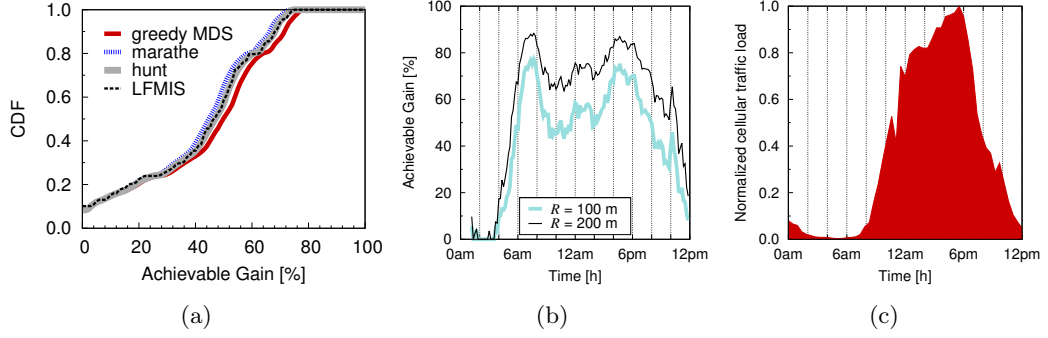 1.0
0.8
0.6
0.4
0.2
0.0
CDF
greedy MDS
marathe
hunt
LFMIS
0 20 40 60 80 100
Achievable Gain [%]
(a)
100
80
60
40
20
0
Achievable Gain [%]
R = 100 m
R = 200 m
0am 6am 12am 6pm 12pm
Time [h]
(b)
1.0
0.8
0.6
0.4
0.2
0.0
Normalized cellular traffic load
0am 6am 12am 6pm 12pm
Time [h]
(c)